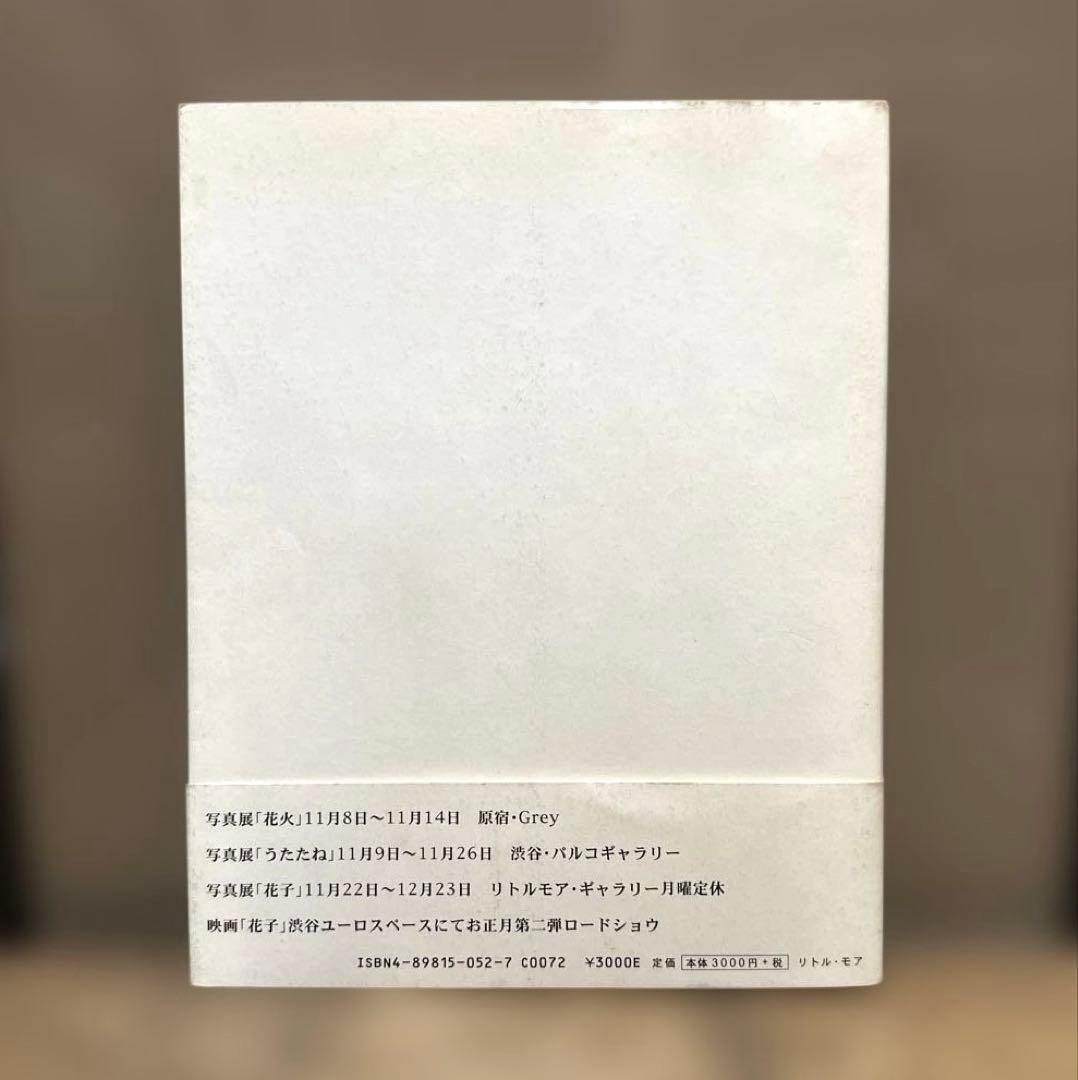 写真展「花火」11月8日～11月14日　原宿・Grey
写真展「うたたね」11月9日～11月26日　渋谷・パルコギャラリー
写真展「花子」11月22日～12月23日　リトルモア・ギャラリー月曜定休
映画「花子」渋谷ユーロスペースにてお正月第二弾ロードショウ
ISBN4-89815-052-7 C0072 ¥3000E 定価 本体3000円+税 リトル・モア